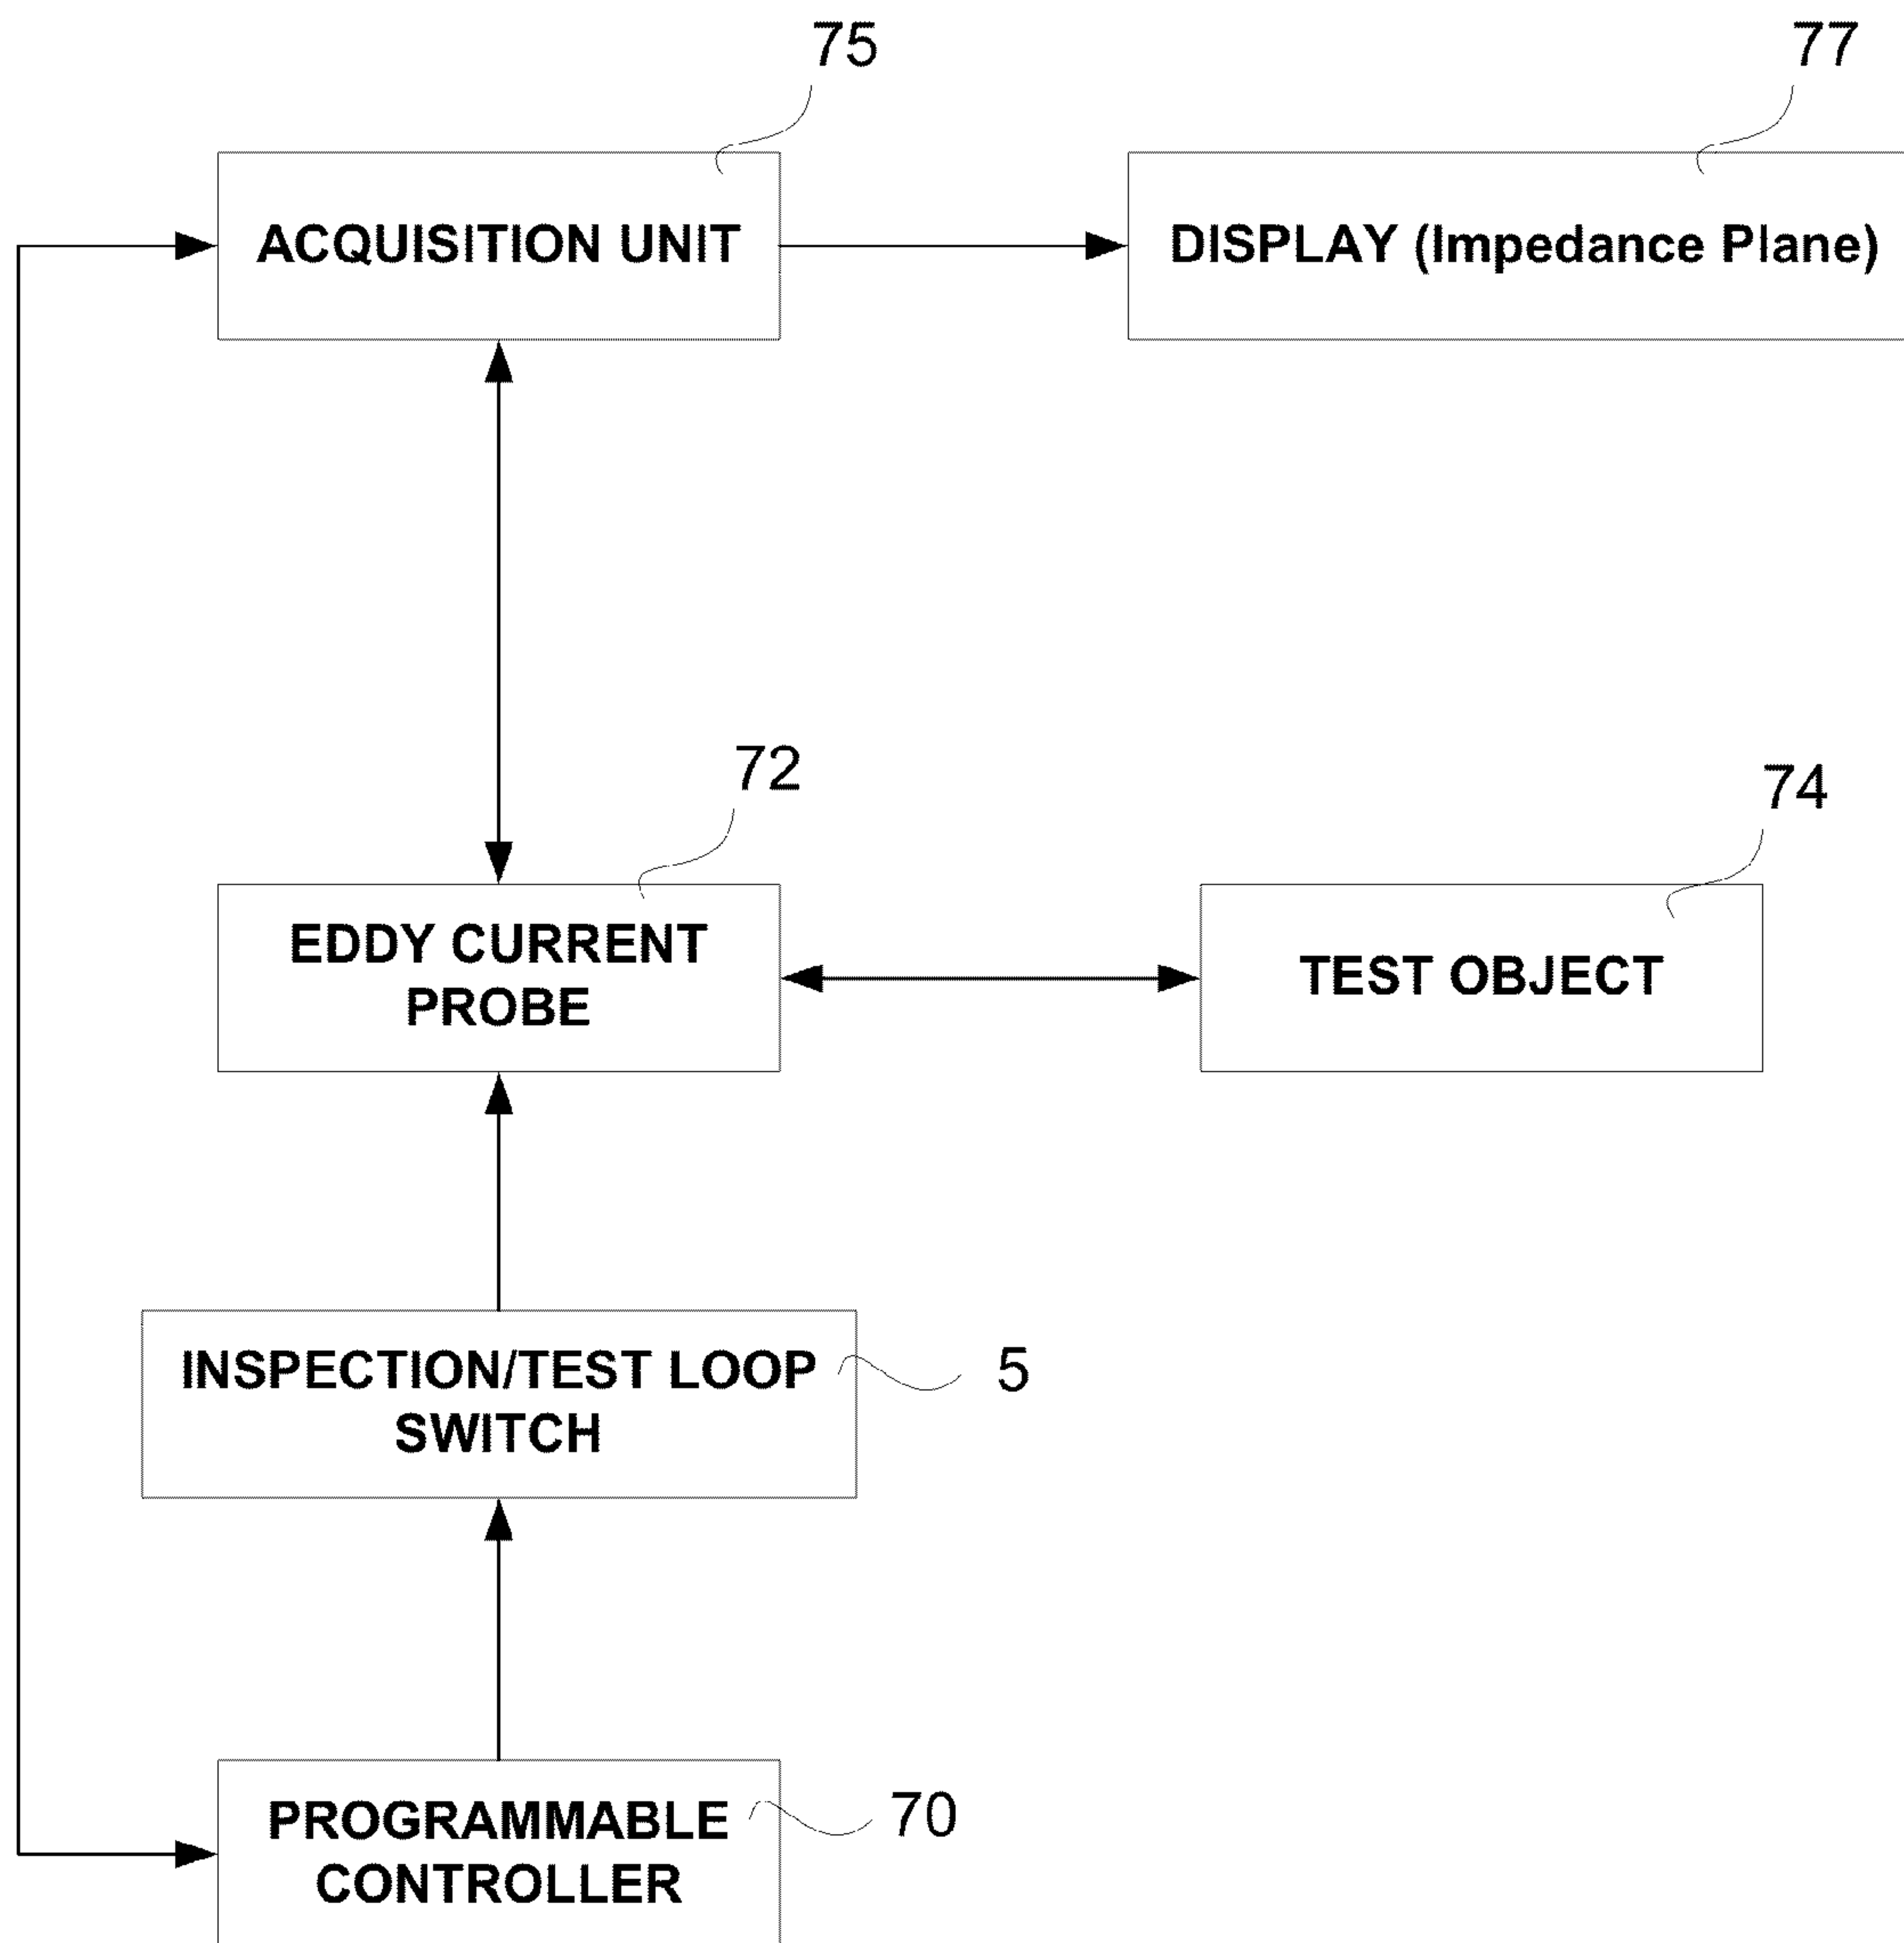 75
77
ACQUISITION UNIT
DISPLAY (Impedance Plane)
72
74
EDDY CURRENT
PROBE
TEST OBJECT
INSPECTION/TEST LOOP
SWITCH
5
PROGRAMMABLE
CONTROLLER
70